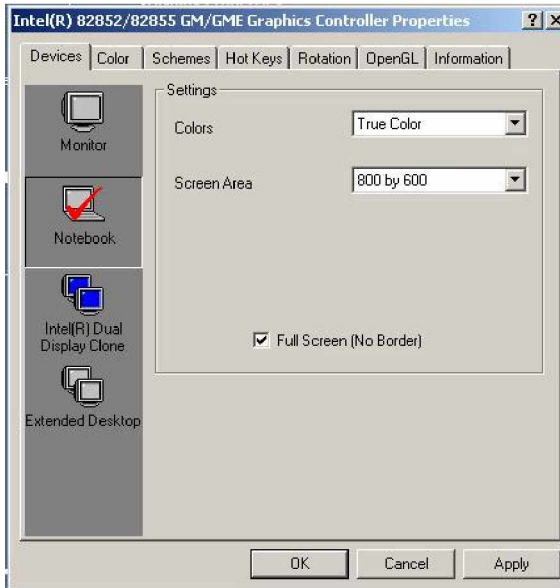 Intel(R) 82852/82855 GM/GME Graphics Controller Properties
Devices Color Schemes Hot Keys Rotation OpenGL Information
Settings
Monitor
Colors True Color
Notebook
Screen Area 800 by 600
Intel(R) Dual
Display Clone
Full Screen (No Border)
Extended Desktop
OK Cancel Apply